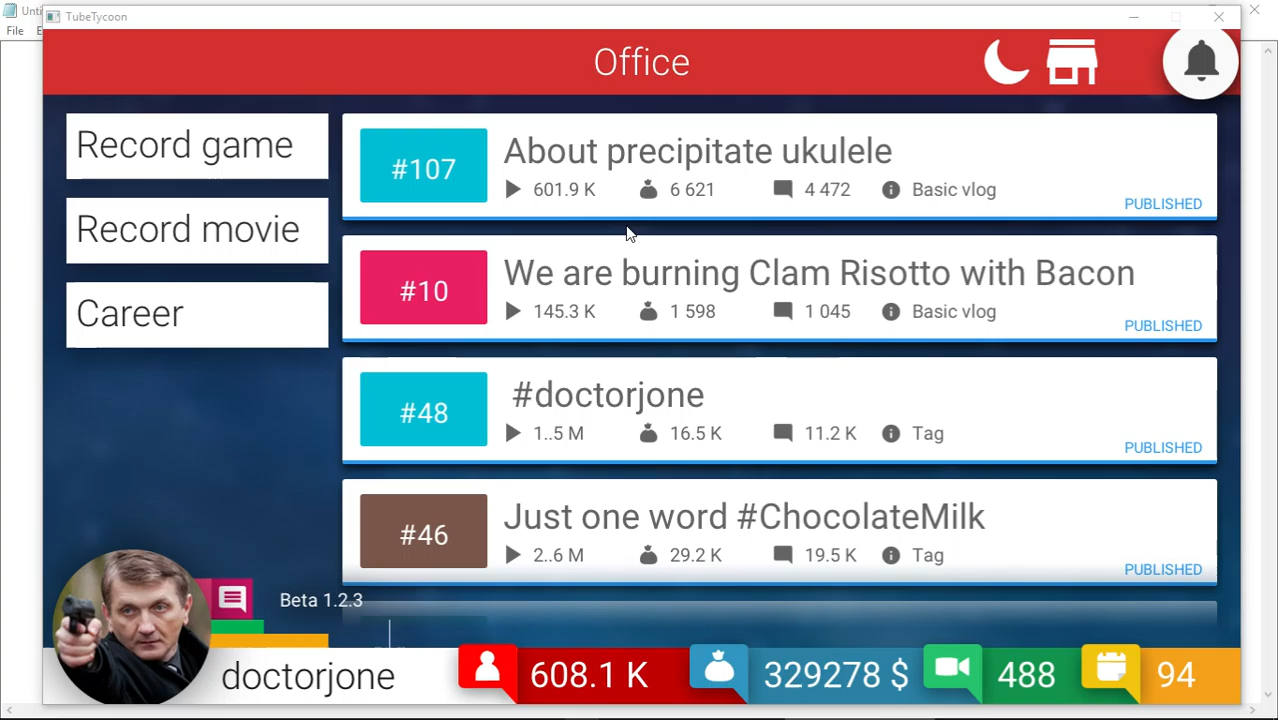 Unti
TubeTycoon
File
E
Office
Record game
Record movie
Career
#107
About precipitate ukulele
601.9 K 6 621 4 472 Basic vlog
PUBLISHED
#10
We are burning Clam Risotto with Bacon
145.3 K 1 598 1 045 Basic vlog
PUBLISHED
#48
#doctorjone
1..5 M 16.5 K 11.2 K Tag
PUBLISHED
#46
Just one word #ChocolateMilk
2..6 M 29.2 K 19.5 K Tag
PUBLISHED
Beta 1.2.3
doctorjone
608.1 K
329278 $
488
94